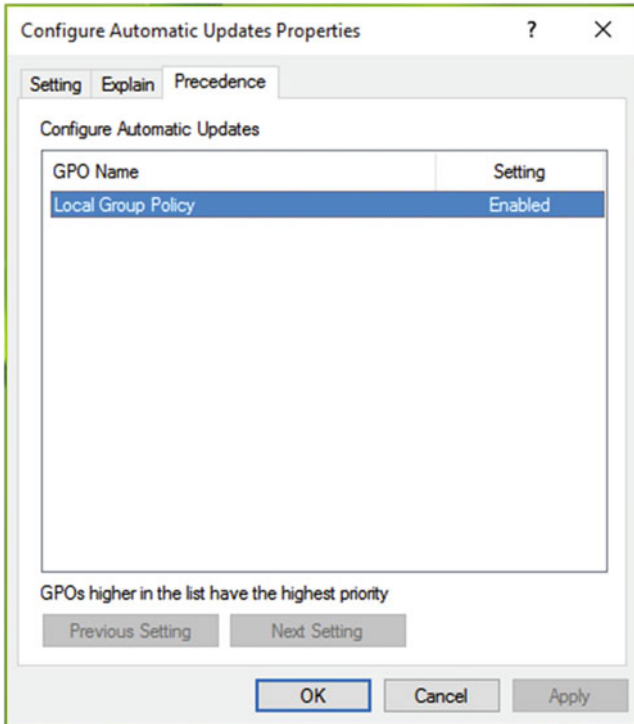 Configure Automatic Updates Properties ? ×
Setting Explain Precedence
Configure Automatic Updates
GPO Name Setting
Local Group Policy Enabled
GPOs higher in the list have the highest priority
Previous Setting Next Setting
OK Cancel Apply